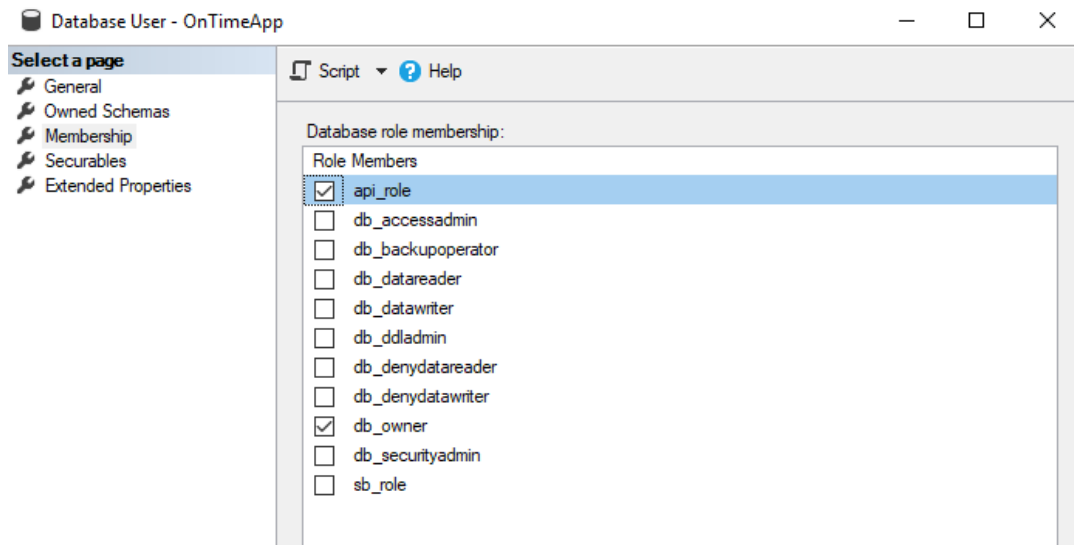 Database User - OnTimeApp
Select a page
General
Owned Schemas
Membership
Securables
Extended Properties
Script
Help
Database role membership:
Role Members
api_role
db_accessadmin
db_backupoperator
db_datareader
db_datawriter
db_ddladmin
db_denydatareader
db_denydatawriter
db_owner
db_securityadmin
sb_role